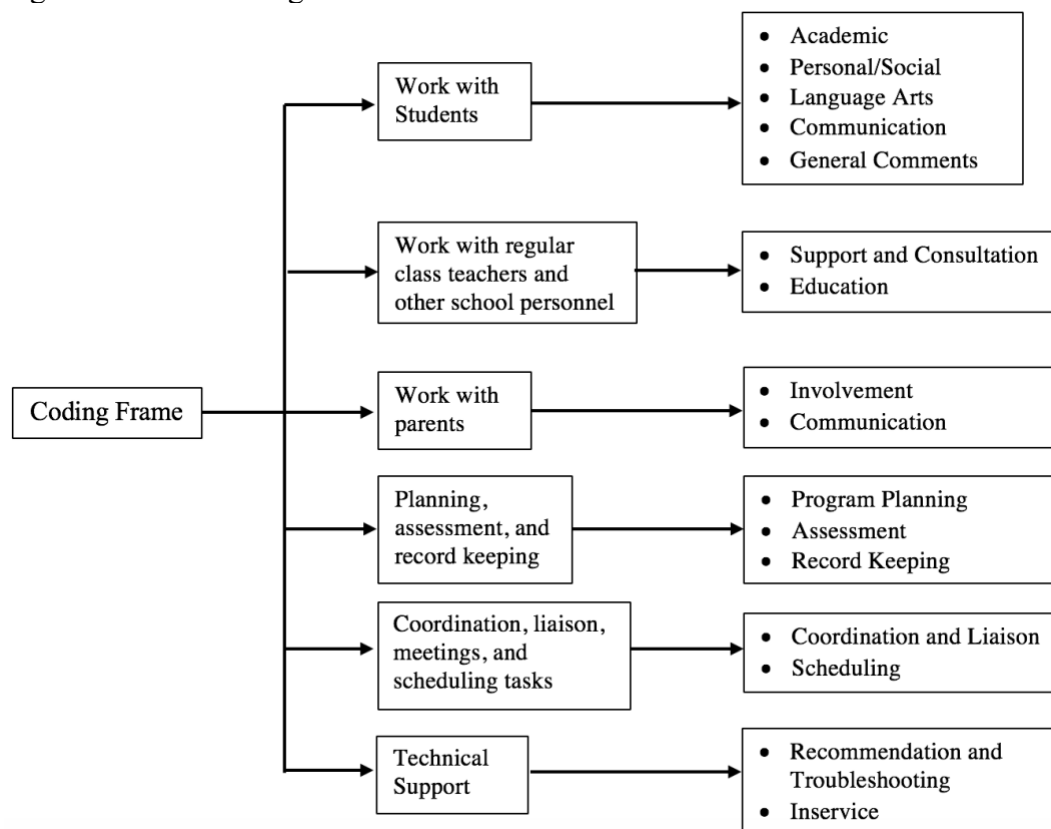 Work with
Students
• Academic
• Personal/Social
• Language Arts
• Communication
• General Comments
Work with regular
class teachers and
other school personnel
• Support and Consultation
• Education
Coding Frame
Work with
parents
• Involvement
• Communication
Planning,
assessment, and
record keeping
• Program Planning
• Assessment
• Record Keeping
Coordination, liaison,
meetings, and
scheduling tasks
• Coordination and Liaison
• Scheduling
Technical
Support
• Recommendation and
Troubleshooting
• Inservice